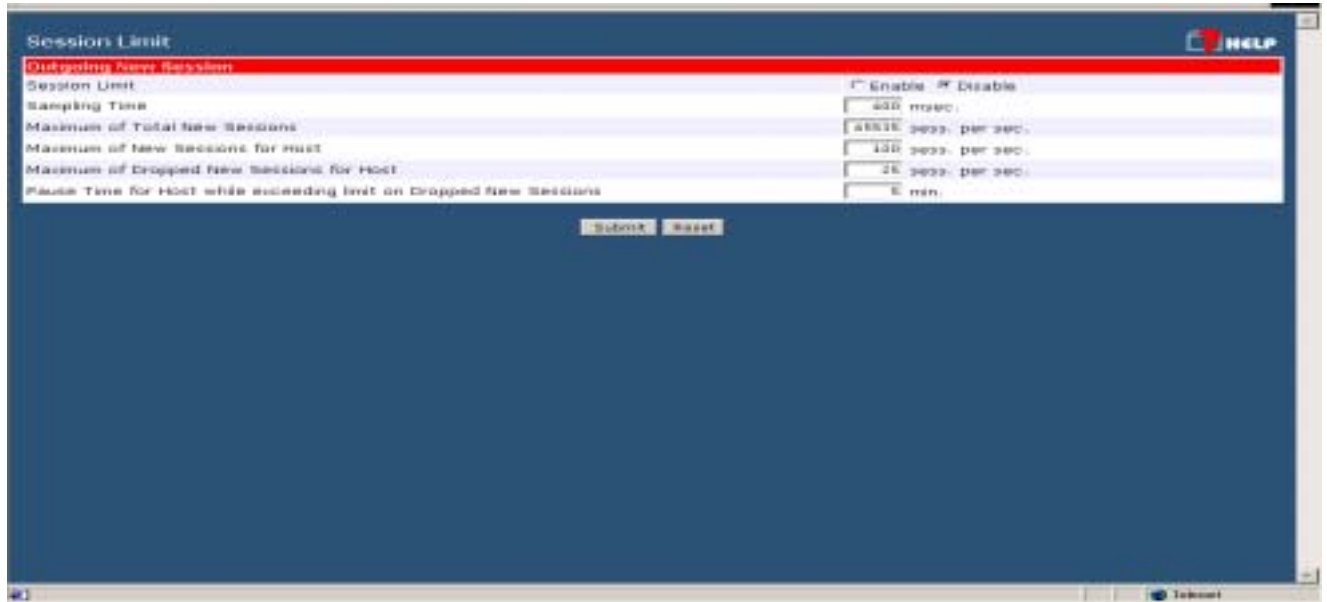 Session Limit
HELP
Outgoing New Session
Session Limit Enable Disable
Sampling Time 400 msec.
Maximum of Total New Sessions 65535 sess. per sec.
Maximum of New Sessions for Host 100 sess. per sec.
Maximum of Dropped New Sessions for Host 25 sess. per sec.
Pause Time for Host while exceeding limit on Dropped New Sessions 5 min.
Submit Reset